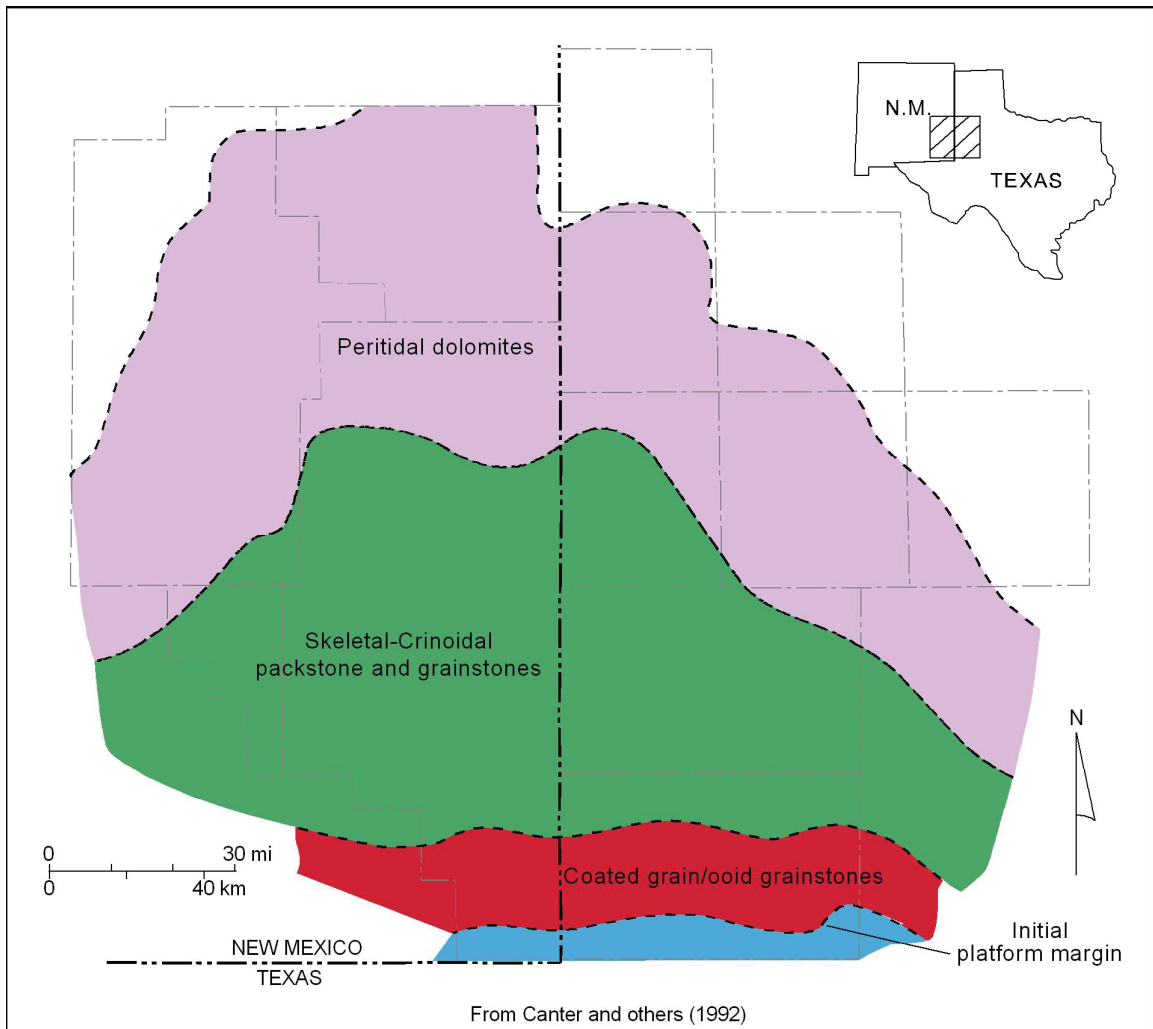 N.M.
TEXAS
Peritidal dolomites
Skeletal-Crinoidal
packstone and grainstones
N
0 30 mi
0 40 km
Coated grain/ooid grainstones
Initial
platform margin
NEW MEXICO
TEXAS
From Canter and others (1992)